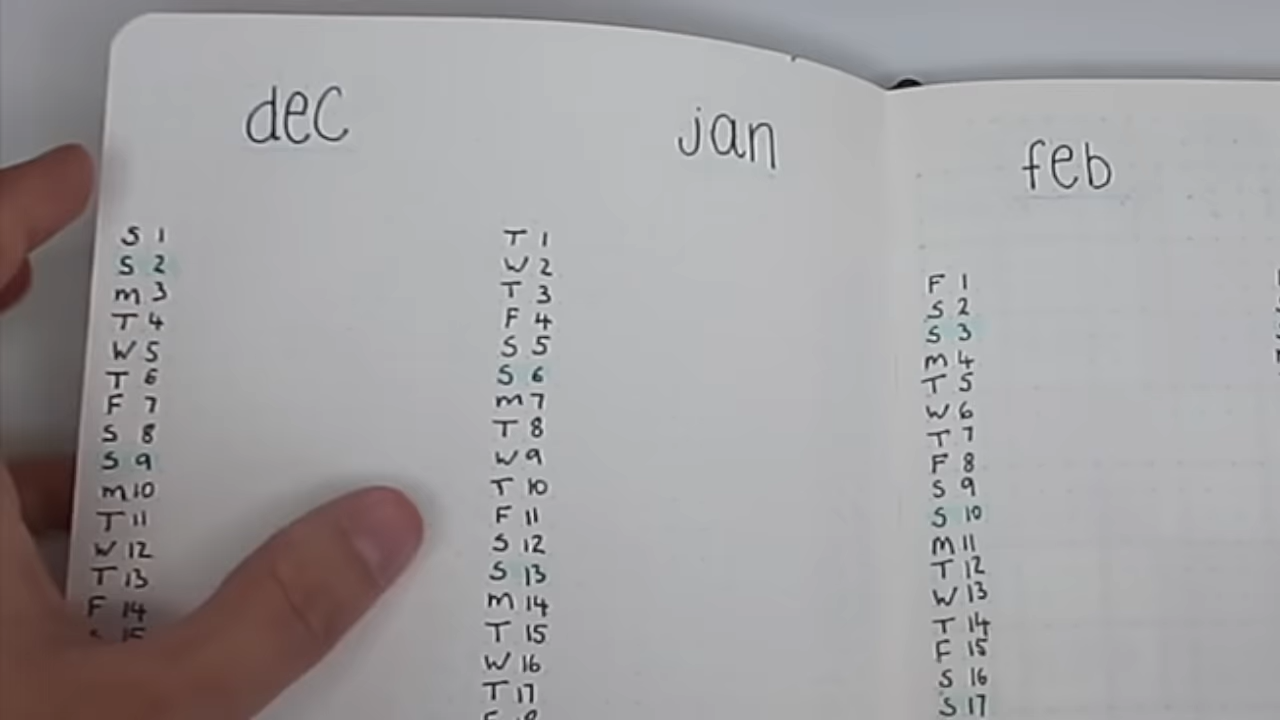 dec
S 1
S 2
M 3
T 4
W 5
T 6
F 7
S 8
S 9
M 10
T 11
W 12
T 13
F 14
S 15
jan
T 1
W 2
T 3
F 4
S 5
S 6
M 7
T 8
W 9
T 10
F 11
S 12
S 13
M 14
T 15
W 16
T 17
F 18
feb
F 1
S 2
S 3
M 4
T 5
W 6
T 7
F 8
S 9
S 10
M 11
T 12
W 13
T 14
F 15
S 16
S 17